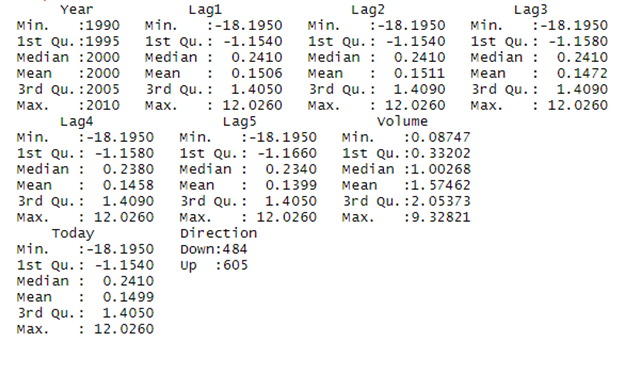 Year           Lag1               Lag2               Lag3
Min.   :1990   Min.   :-18.1950   Min.   :-18.1950   Min.   :-18.1950
1st Qu.:1995   1st Qu.: -1.1540   1st Qu.: -1.1540   1st Qu.: -1.1580
Median :2000   Median :  0.2410   Median :  0.2410   Median :  0.2410
Mean   :2000   Mean   :  0.1506   Mean   :  0.1511   Mean   :  0.1472
3rd Qu.:2005   3rd Qu.:  1.4050   3rd Qu.:  1.4090   3rd Qu.:  1.4090
Max.   :2010   Max.   : 12.0260   Max.   : 12.0260   Max.   : 12.0260
     Lag4               Lag5               Volume
Min.   :-18.1950   Min.   :-18.1950   Min.   :0.08747
1st Qu.: -1.1580   1st Qu.: -1.1660   1st Qu.:0.33202
Median :  0.2380   Median :  0.2340   Median :1.00268
Mean   :  0.1458   Mean   :  0.1399   Mean   :1.57462
3rd Qu.:  1.4090   3rd Qu.:  1.4050   3rd Qu.:2.05373
Max.   : 12.0260   Max.   : 12.0260   Max.   :9.32821
    Today           Direction
Min.   :-18.1950   Down:484
1st Qu.: -1.1540   Up  :605
Median :  0.2410
Mean   :  0.1499
3rd Qu.:  1.4050
Max.   : 12.0260